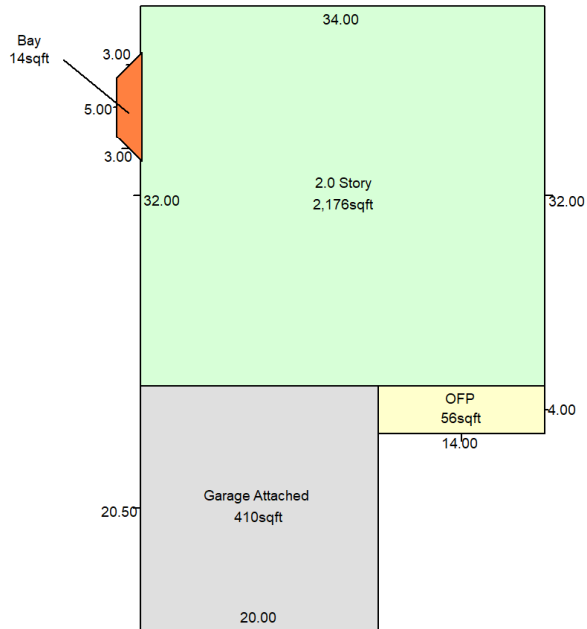 34.00
Bay
14sqft
3.00
5.00
3.00
2.0 Story
2,176sqft
32.00
32.00
OFP
56sqft
4.00
14.00
Garage Attached
410sqft
20.50
20.00